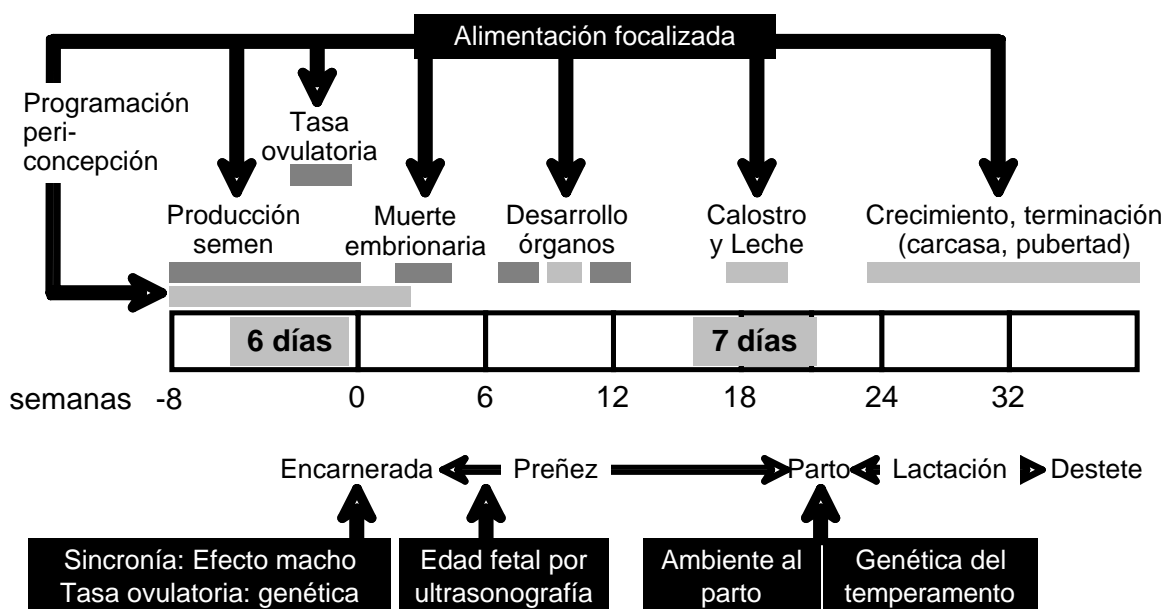 Alimentación focalizada
Programación
peri-
concepción
Tasa
ovulatoria
Producción
semen
Muerte
embrionaria
Desarrollo
órganos
Calostro
y Leche
Crecimiento, terminación
(carcasa, pubertad)
6 días
7 días
semanas -8 0 6 12 18 24 32
Encarnerada Preñez Parto Lactación Destete
Sincronía: Efecto macho
Tasa ovulatoria: genética
Edad fetal por
ultrasonografía
Ambiente al
parto
Genética del
temperamento